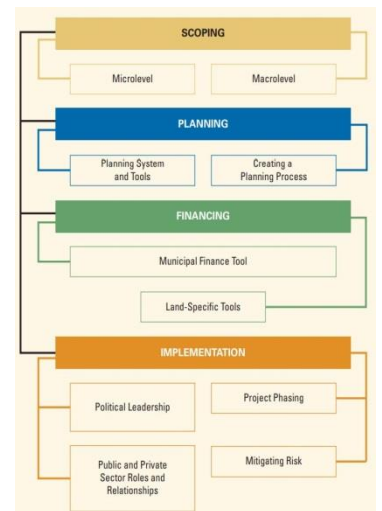 SCOPING
Microlevel
Macrolevel
PLANNING
Planning System
and Tools
Creating a
Planning Process
FINANCING
Municipal Finance Tool
Land-Specific Tools
IMPLEMENTATION
Political Leadership
Project Phasing
Public and Private
Sector Roles and
Relationships
Mitigating Risk